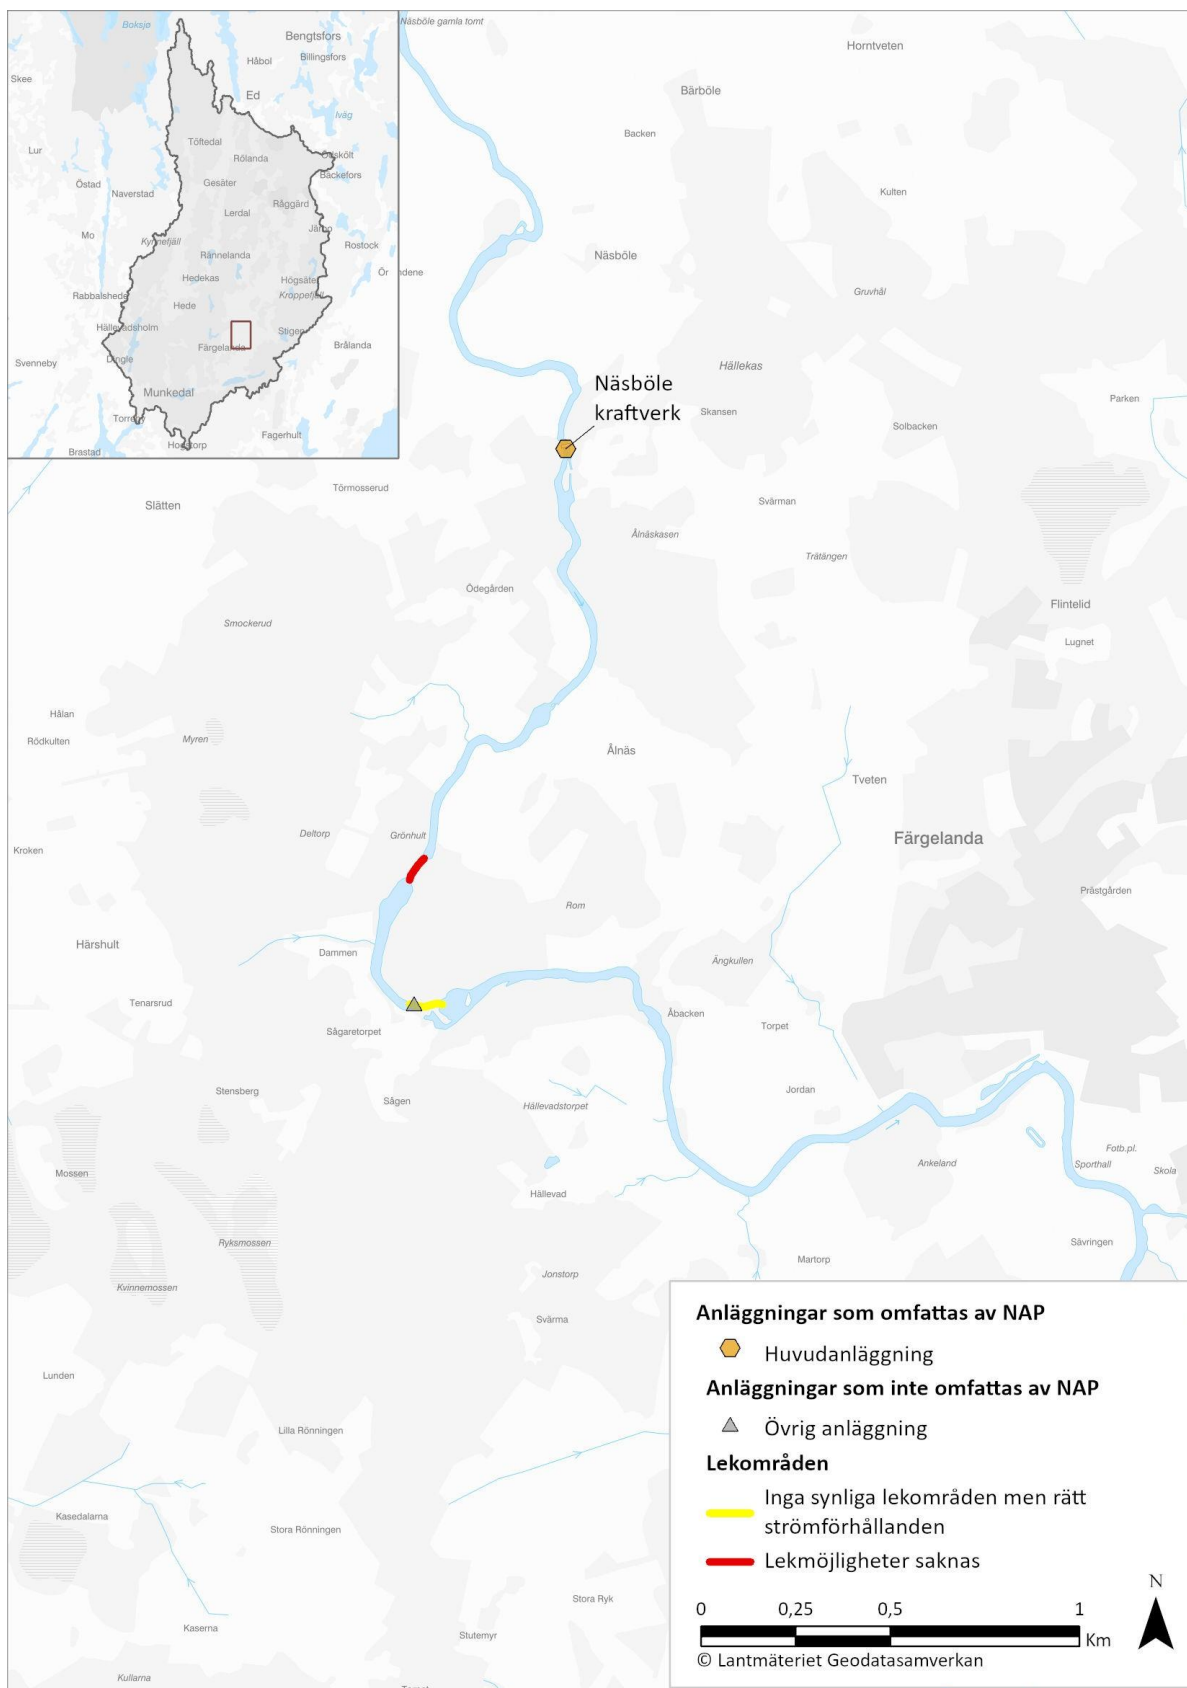 Boksjø
Bengtsfors
Håbol
Billingsfors
Skee
Ed
Iväg
Töftedal
Lur
Rölanda
Ödskölt
Backefors
Östad
Gesäter
Naverstad
Råggärd
Lerdal
Mo
Kynnefjäll
Rostock
Rännelanda
Hedekas
Högsäter
Rabbalshede
Kroppefjäll
Hede
Hällevadsholm
Stigen
Färgelanda
Brålanda
Svenneby
Dingle
Munkedal
Brastad
Fagerhult
Näsböle gamla tomt
Horntveten
Bärböle
Backen
Kulten
Näsböle
Gruvhål
Hällekas
Näsböle
kraftverk
Skansen
Parken
Solbacken
Törmosserud
Slätten
Svärman
Ålnäskasen
Trätängen
Ödegården
Flintelid
Smockerud
Lugnet
Hålan
Rödkulten
Myren
Ålnäs
Tveten
Deltorp
Grönhult
Färgelanda
Kroken
Prästgården
Rom
Härshult
Dammen
Ängkullen
Tenarsrud
Åbacken
Torpet
Sågaretorpet
Stensberg
Sågen
Hällevadstorpet
Jordan
Fotb.pl.
Mossen
Ankeland
Sporthall
Skola
Hällevad
Ryksmossen
Sävringen
Martorp
Kvinnemossen
Jonstorp
Svärma
Lunden
Lilla Rönningen
Kasedalarna
Stora Rönningen
Stora Ryk
Kaserna
Stutemyr
Kullarna
Anläggningar som omfattas av NAP
Huvudanläggning
Anläggningar som inte omfattas av NAP
Övrig anläggning
Lekområden
Inga synliga lekområden men rätt
strömförhållanden
Lekmöjligheter saknas
N
0 0,25 0,5 1
Km
© Lantmäteriet Geodatasamverkan